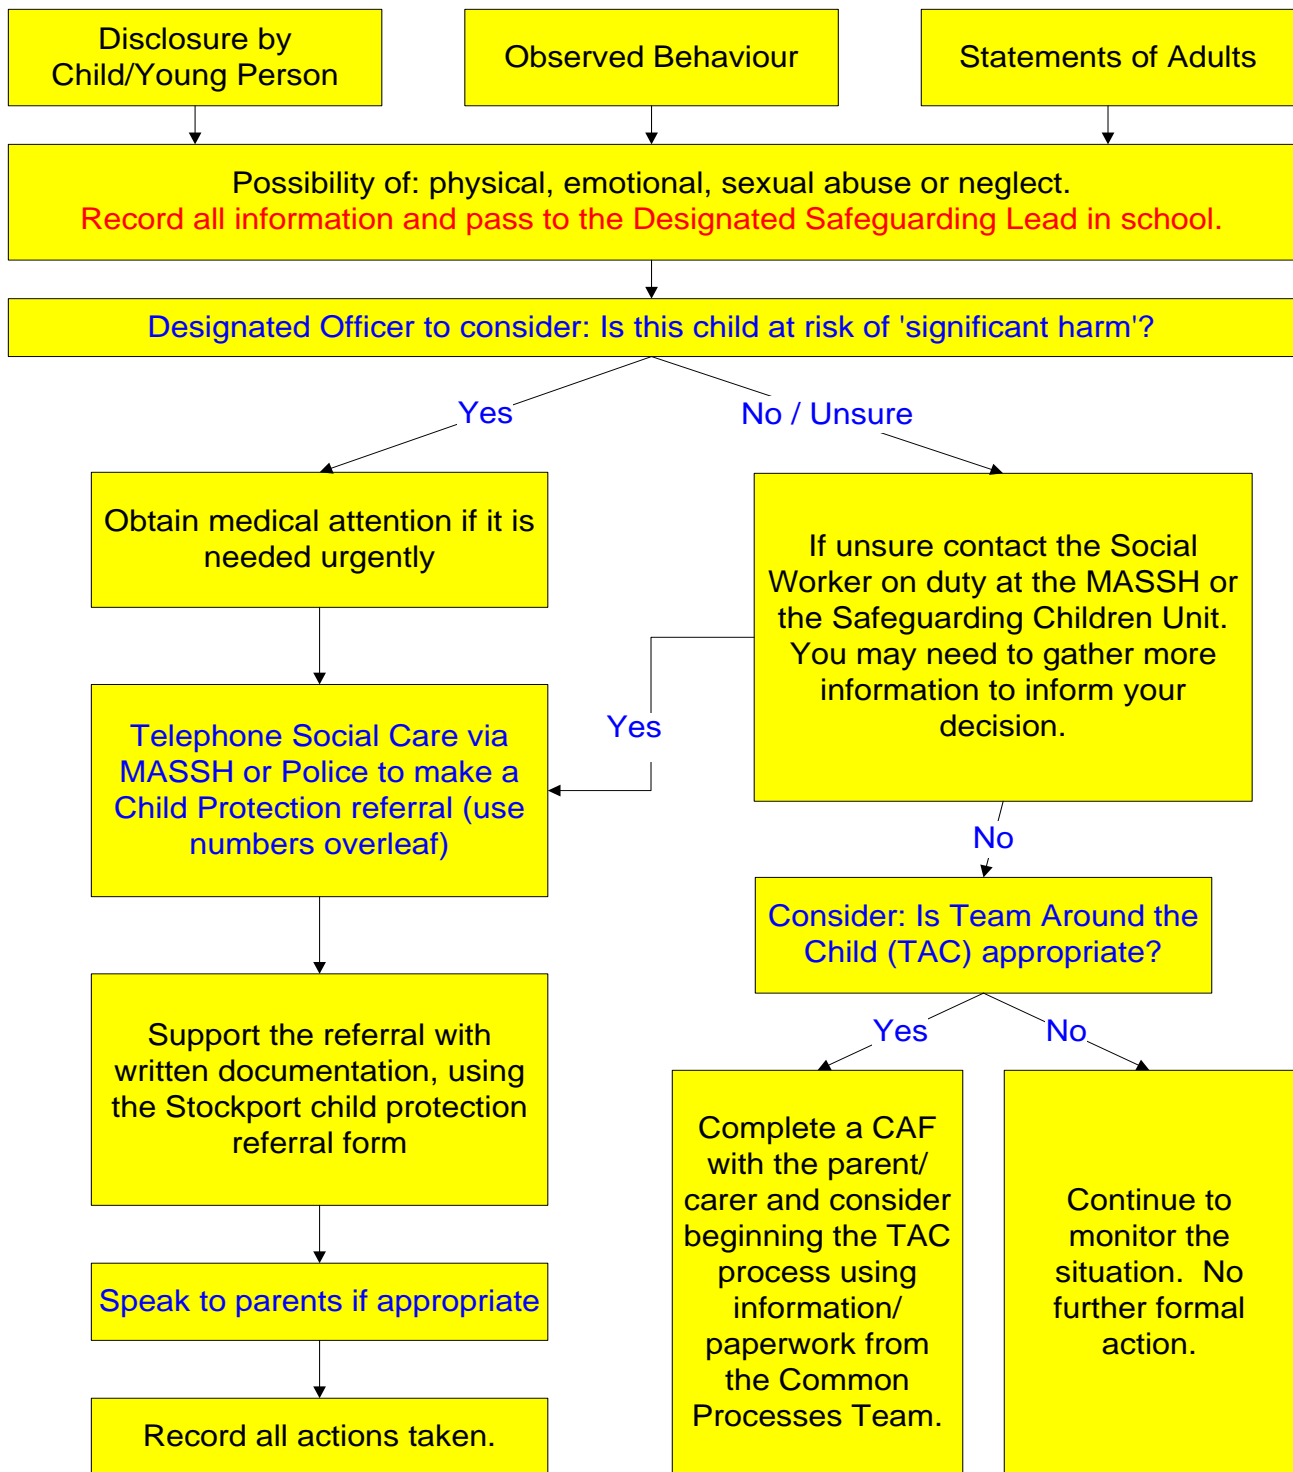 Disclosure by
Child/Young Person
Observed Behaviour
Statements of Adults
Possibility of: physical, emotional, sexual abuse or neglect.
Record all information and pass to the Designated Safeguarding Lead in school.
Designated Officer to consider: Is this child at risk of 'significant harm'?
Yes
No / Unsure
Obtain medical attention if it is
needed urgently
If unsure contact the Social
Worker on duty at the MASSH or
the Safeguarding Children Unit.
You may need to gather more
information to inform your
decision.
Yes
Telephone Social Care via
MASSH or Police to make a
Child Protection referral (use
numbers overleaf)
No
Consider: Is Team Around the
Child (TAC) appropriate?
Yes
No
Support the referral with
written documentation, using
the Stockport child protection
referral form
Complete a CAF
with the parent/
carer and consider
beginning the TAC
process using
information/
paperwork from
the Common
Processes Team.
Continue to
monitor the
situation.  No
further formal
action.
Speak to parents if appropriate
Record all actions taken.